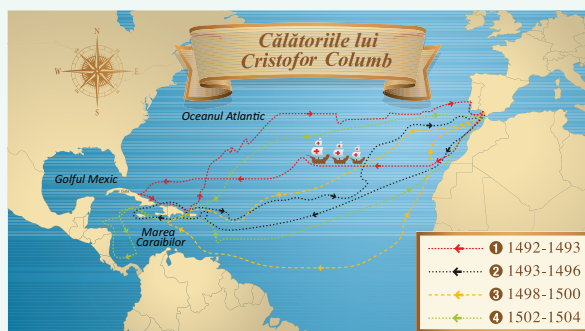 Călătoriile lui
Cristofor Columb
N
W
E
S
Oceanul Atlantic
Golful Mexic
Marea
Caraibilor
1 1492-1493
2 1493-1496
3 1498-1500
4 1502-1504